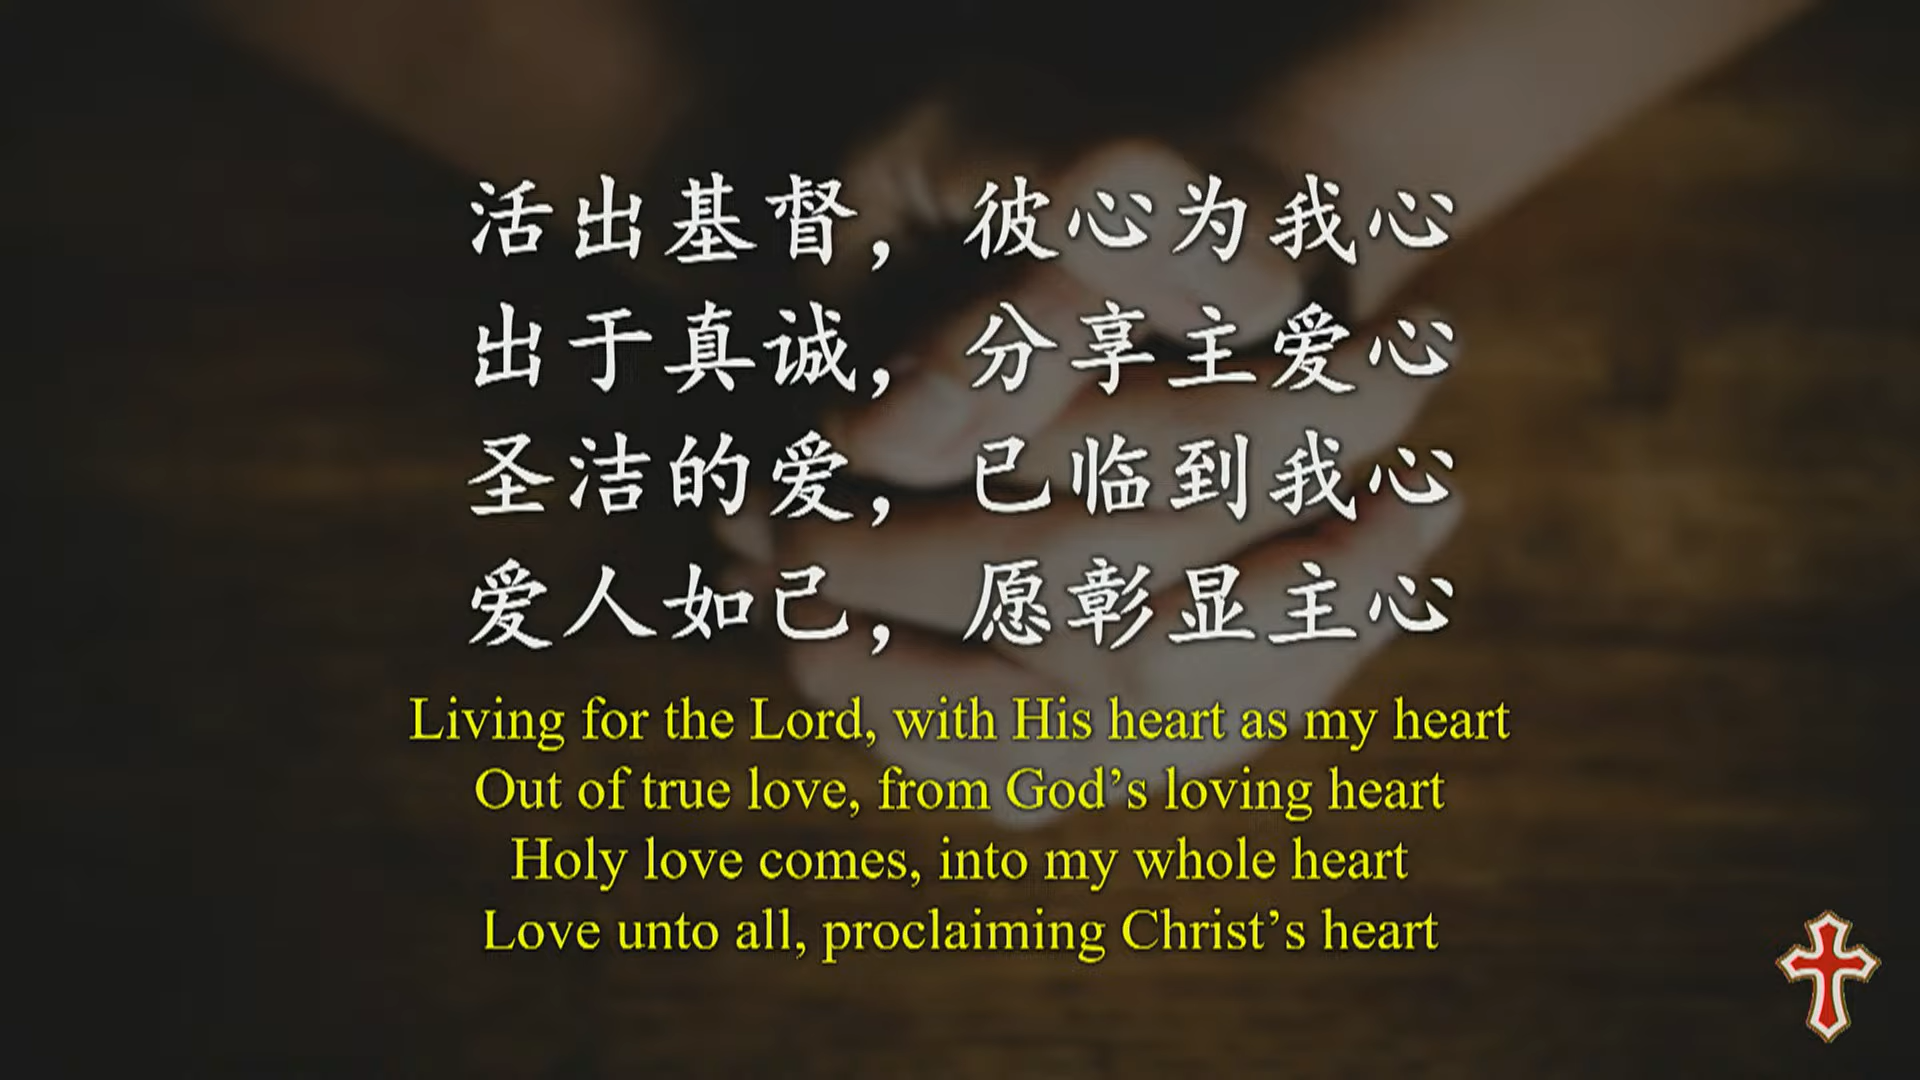 活出基督，彼心为我心
出于真诚，分享主爱心
圣洁的爱，已临到我心
爱人如己，愿彰显主心
Living for the Lord, with His heart as my heart
Out of true love, from God’s loving heart
Holy love comes, into my whole heart
Love unto all, proclaiming Christ’s heart